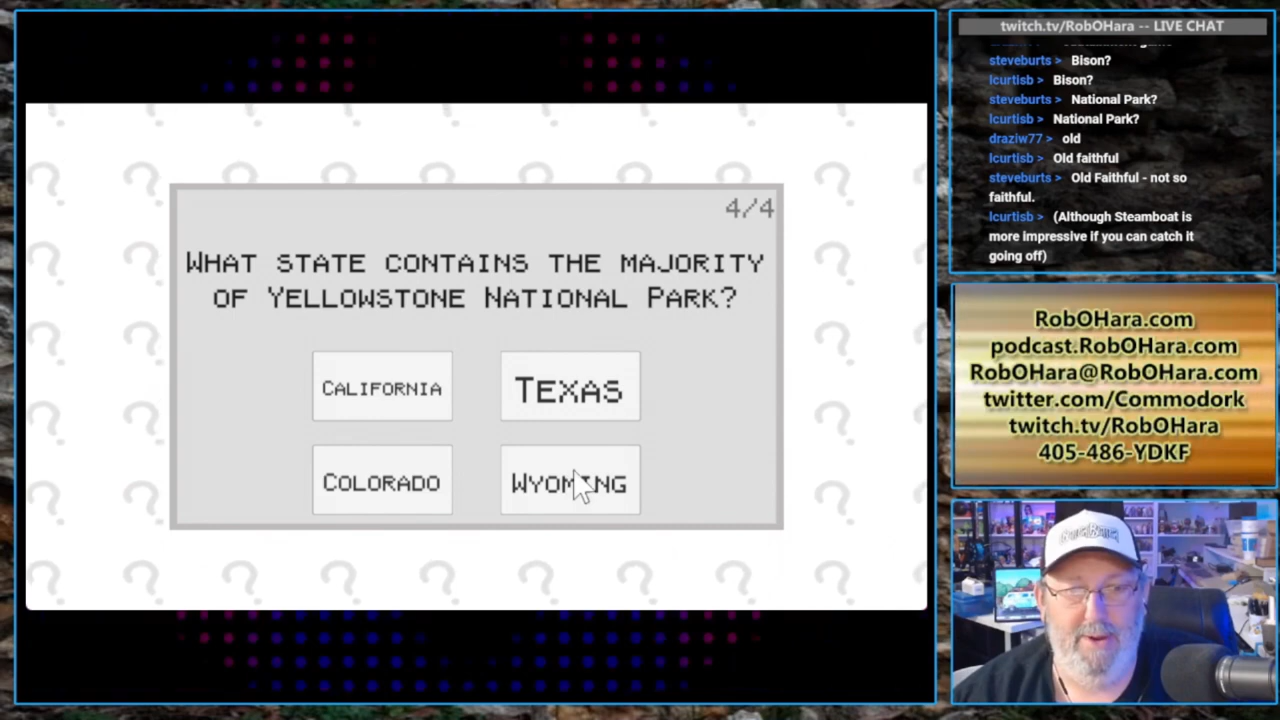 4/4
What state contains the majority
of Yellowstone National Park?
California
Texas
Colorado
Wyoming
twitch.tv/RobOHara -- LIVE CHAT
steveburts > Bison?
lcurtisb > Bison?
steveburts > National Park?
lcurtisb > National Park?
draziw77 > old
lcurtisb > Old faithful
steveburts > Old Faithful - not so
faithful.
lcurtisb > (Although Steamboat is
more impressive if you can catch it
going off)
RobOHara.com
podcast.RobOHara.com
RobOHara@RobOHara.com
twitter.com/Commodork
twitch.tv/RobOHara
405-486-YDKF